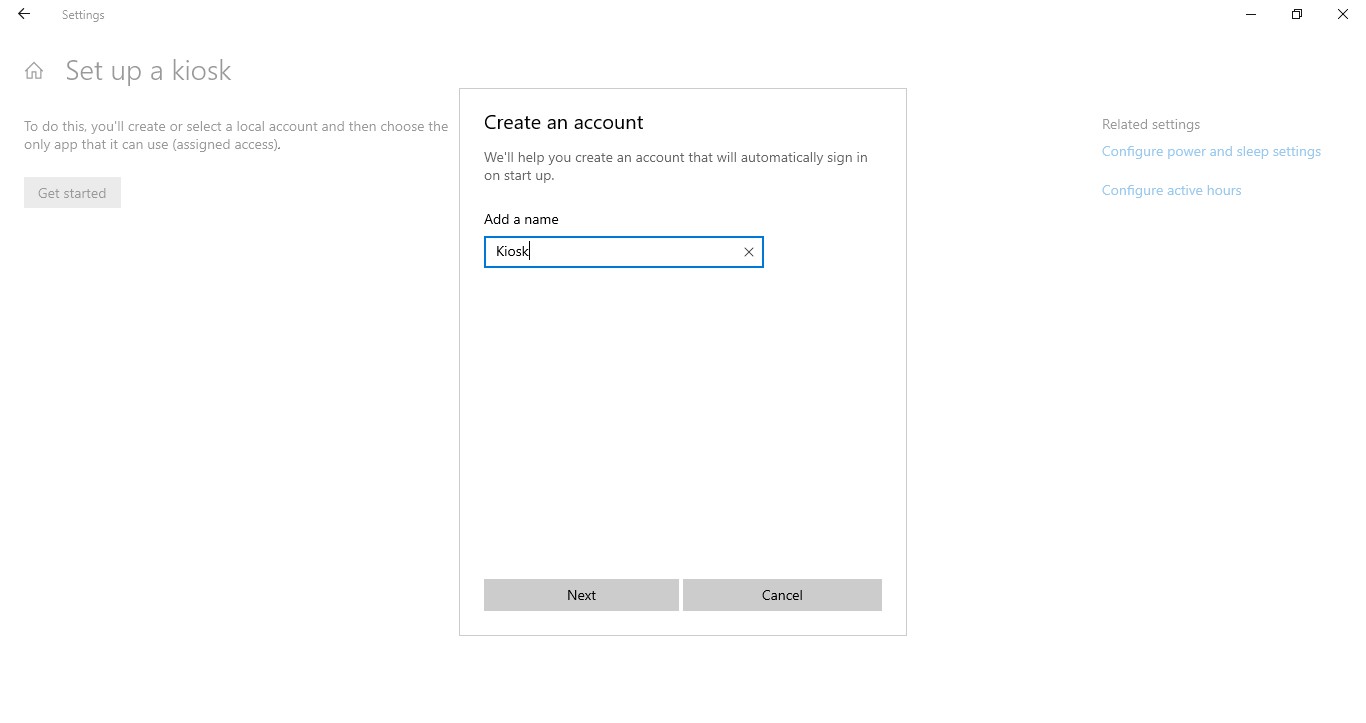 Settings
Set up a kiosk
To do this, you'll create or select a local account and then choose the
only app that it can use (assigned access).
Get started
Create an account
We'll help you create an account that will automatically sign in
on start up.
Add a name
Kiosk
Next
Cancel
Related settings
Configure power and sleep settings
Configure active hours